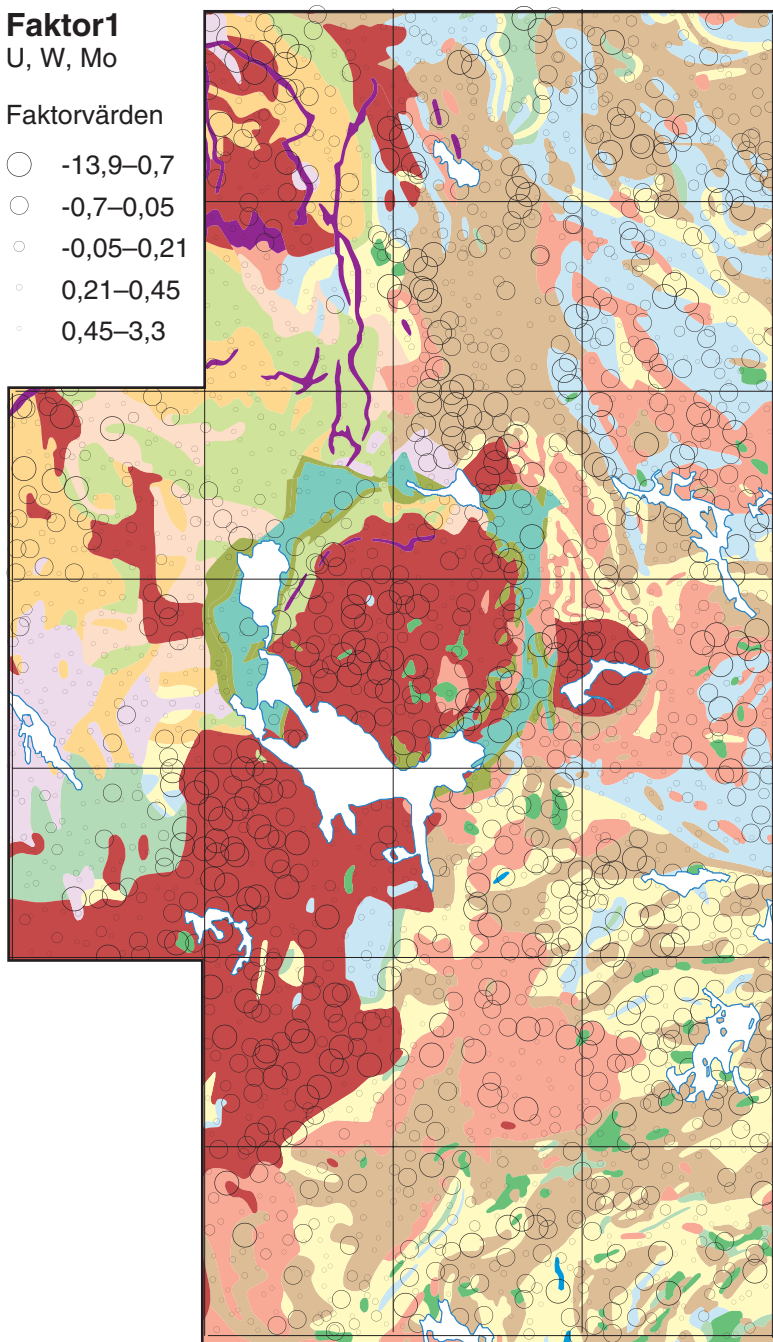 Faktor1
U, W, Mo
Faktorvärden
-13,9–0,7
-0,7–0,05
-0,05–0,21
0,21–0,45
0,45–3,3